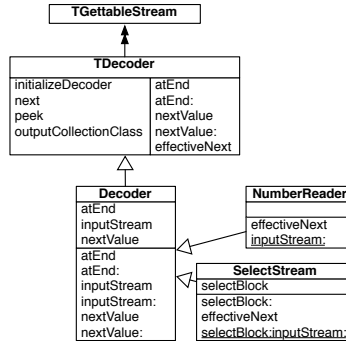 TGettableStream
TDecoder
initializeDecoder
next
peek
outputCollectionClass
atEnd
atEnd:
nextValue
nextValue:
effectiveNext
Decoder
atEnd
inputStream
nextValue
atEnd
atEnd:
inputStream
inputStream:
nextValue
nextValue:
NumberReader
effectiveNext
inputStream:
SelectStream
selectBlock
selectBlock:
effectiveNext
selectBlock:inputStream: